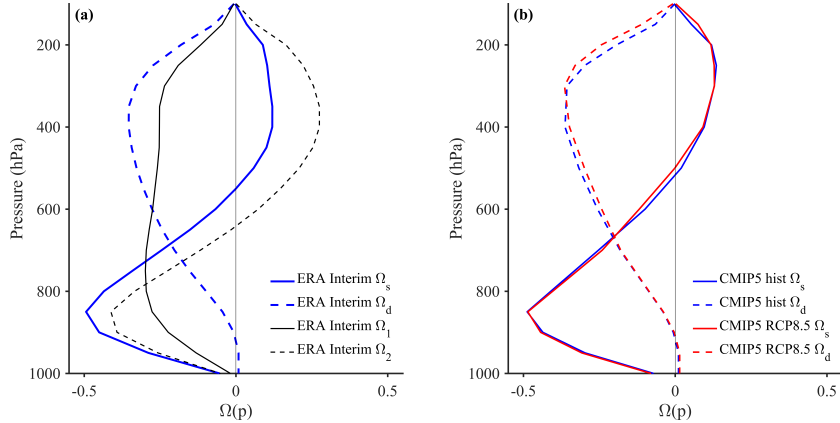 (a)
200
400
600
800
1000
Pressure (hPa)
-0.5
0
0.5
Ω(p)
ERA Interim Ωs
ERA Interim Ωd
ERA Interim Ω1
ERA Interim Ω2
(b)
200
400
600
800
1000
Pressure (hPa)
-0.5
0
0.5
Ω(p)
CMIP5 hist Ωs
CMIP5 hist Ωd
CMIP5 RCP8.5 Ωs
CMIP5 RCP8.5 Ωd